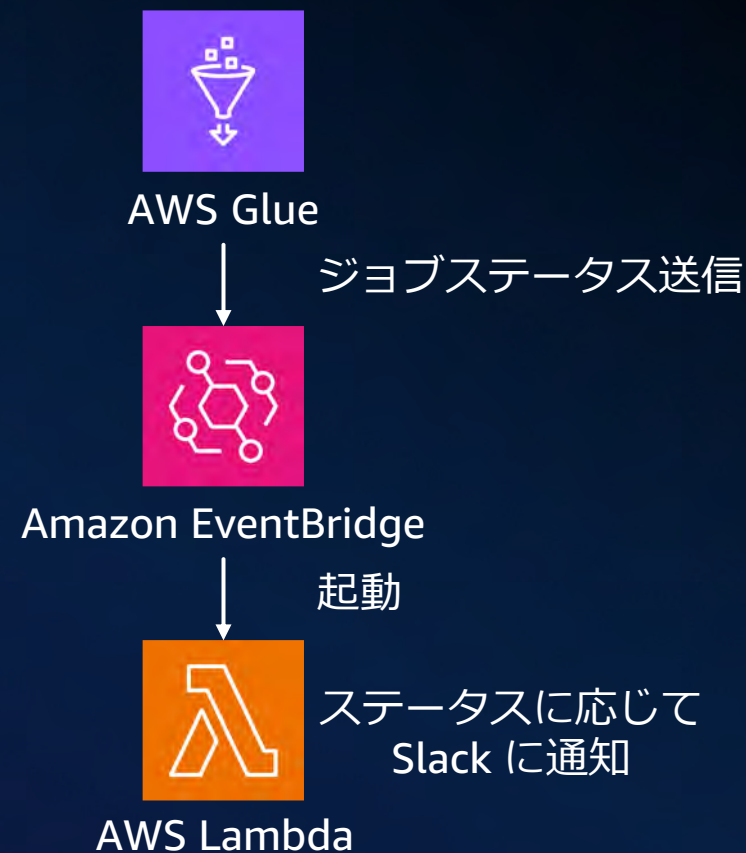 AWS Glue
ジョブステータス送信
Amazon EventBridge
起動
ステータスに応じて
Slack に通知
AWS Lambda